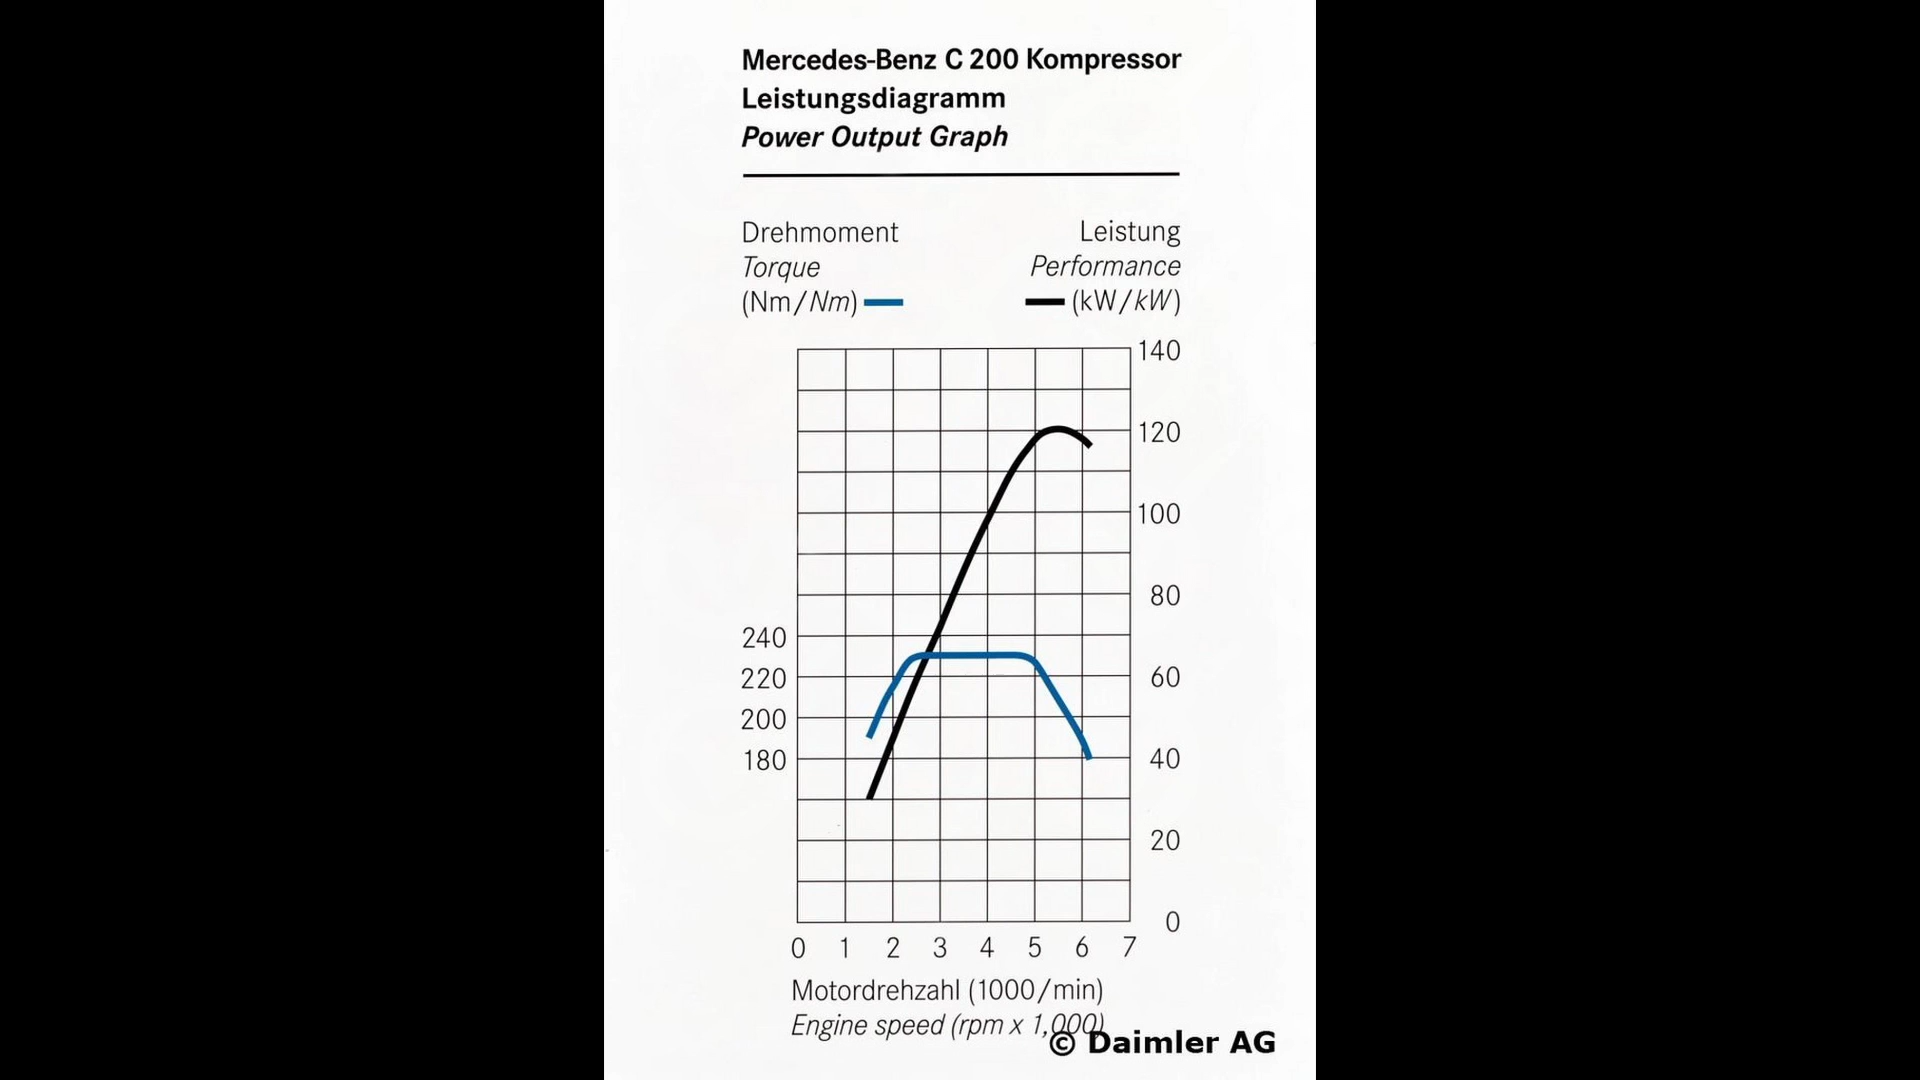 Mercedes-Benz C 200 Kompressor
Leistungsdiagramm
Power Output Graph
Drehmoment
Torque
(Nm/Nm)
Leistung
Performance
(kW/kW)
140
120
100
80
60
40
20
0
240
220
200
180
0 1 2 3 4 5 6 7
Motordrehzahl (1000/min)
Engine speed (rpm x 1,000)
© Daimler AG